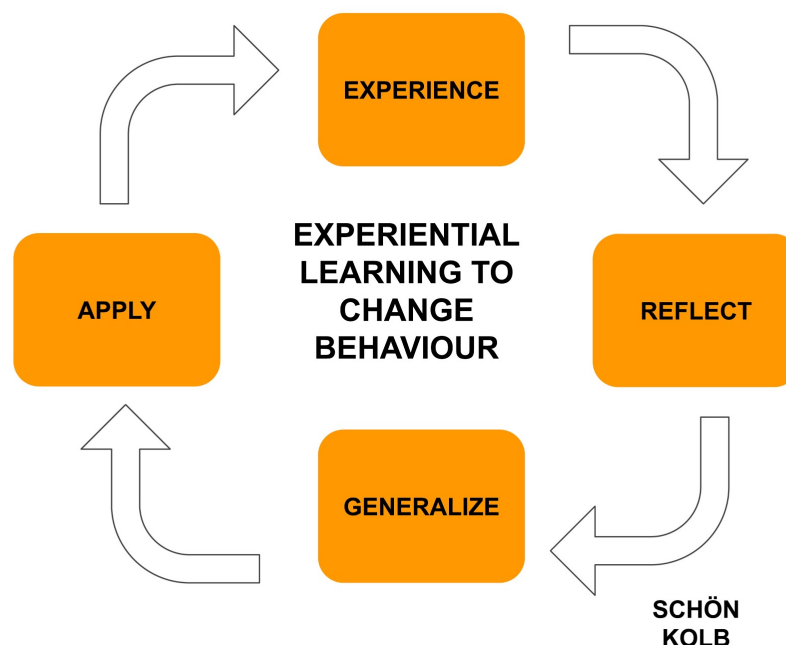 EXPERIENCE
EXPERIENTIAL
LEARNING TO
CHANGE
BEHAVIOUR
APPLY
REFLECT
GENERALIZE
SCHÖN
KOLB